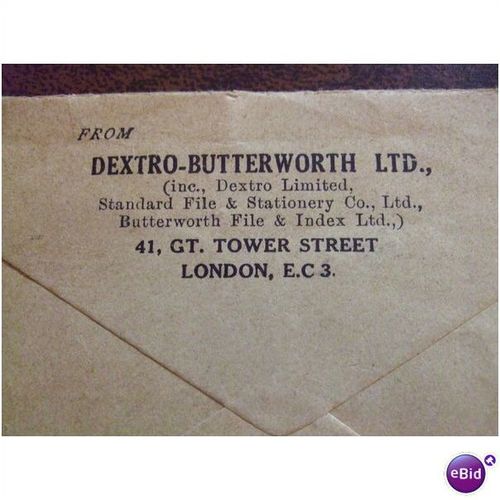 FROM
DEXTRO-BUTTERWORTH LTD.,
(inc., Dextro Limited,
Standard File & Stationery Co., Ltd.,
Butterworth File & Index Ltd.,)
41, GT. TOWER STREET
LONDON, E.C 3.
eBid